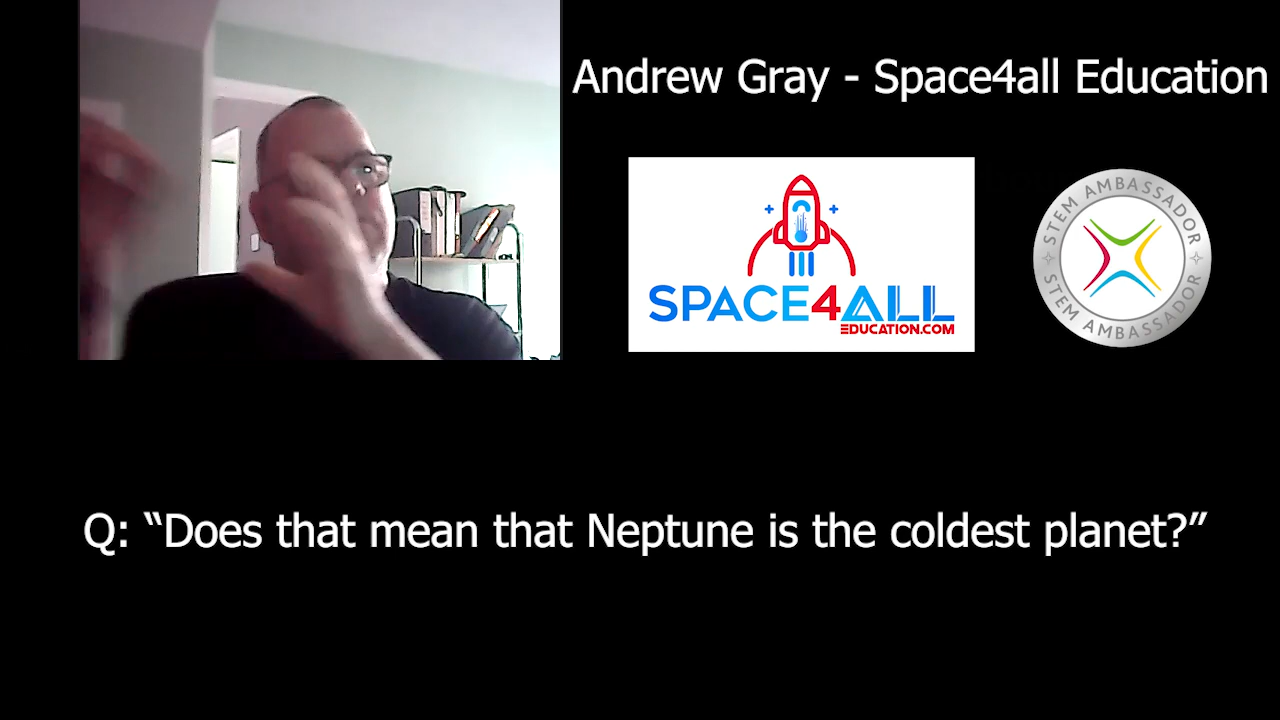 Andrew Gray - Space4all Education
SPACE4ALL
EDUCATION.COM
STEM AMBASSADOR
STEM AMBASSADOR
Q: “Does that mean that Neptune is the coldest planet?”